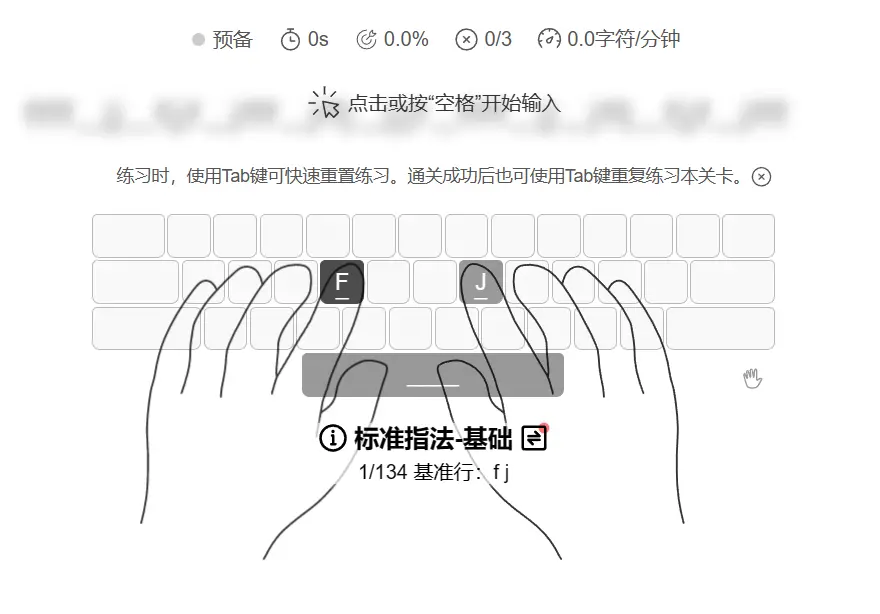 预备 0s 0.0% 0/3 0.0字符/分钟
点击或按“空格”开始输入
练习时，使用Tab键可快速重置练习。通关成功后也可使用Tab键重复练习本关卡。
F J
标准指法-基础
1/134 基准行：f j